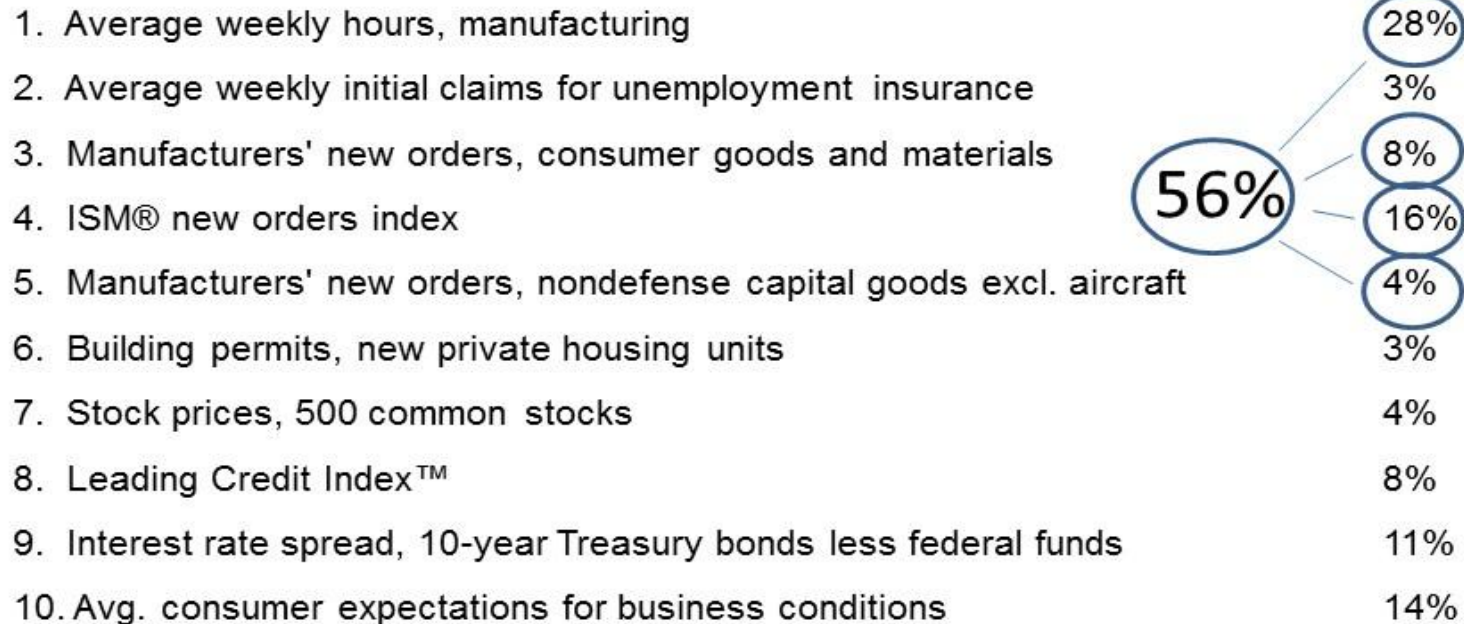 1. Average weekly hours, manufacturing 28%
2. Average weekly initial claims for unemployment insurance 3%
3. Manufacturers' new orders, consumer goods and materials 8%
56%
4. ISM® new orders index 16%
5. Manufacturers' new orders, nondefense capital goods excl. aircraft 4%
6. Building permits, new private housing units 3%
7. Stock prices, 500 common stocks 4%
8. Leading Credit Index™ 8%
9. Interest rate spread, 10-year Treasury bonds less federal funds 11%
10. Avg. consumer expectations for business conditions 14%